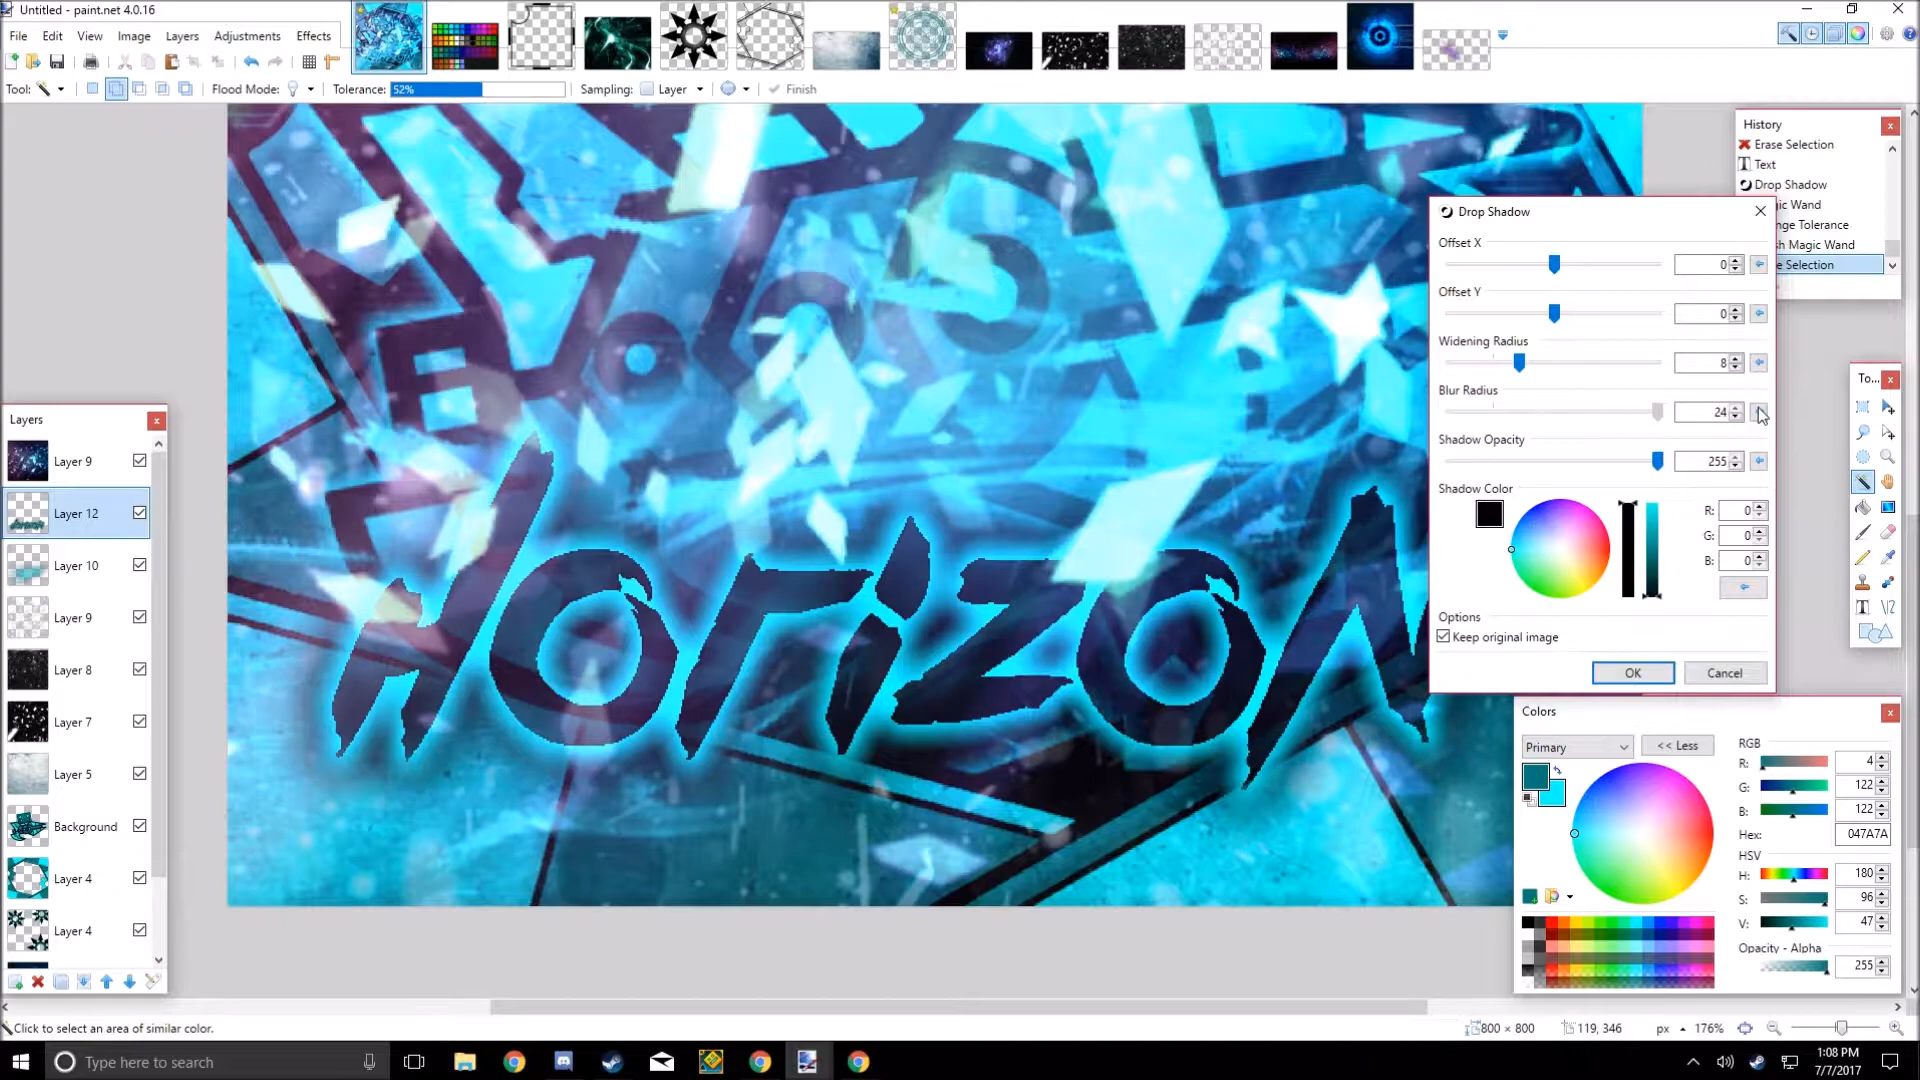 Untitled - paint.net 4.0.16
File Edit View Image Layers Adjustments Effects
Tool: Flood Mode: Tolerance: 52% Sampling: Layer Finish
History
Erase Selection
Text
Drop Shadow
gic Wand
nge Tolerance
sh Magic Wand
e Selection
Drop Shadow
Offset X
0
Offset Y
0
Widening Radius
8
Blur Radius
24
Shadow Opacity
255
Shadow Color
R: 0
G: 0
B: 0
Options
Keep original image
OK Cancel
To...
Layers
Layer 9
Layer 12
Layer 10
Layer 9
Layer 8
Layer 7
Layer 5
Background
Layer 4
Layer 4
HorizoN
Colors
Primary << Less
RGB
R: 4
G: 122
B: 122
Hex: 047A7A
HSV
H: 180
S: 96
V: 47
Opacity - Alpha
255
Click to select an area of similar color.
800 × 800 119, 346 px 176%
Type here to search
1:08 PM
7/7/2017